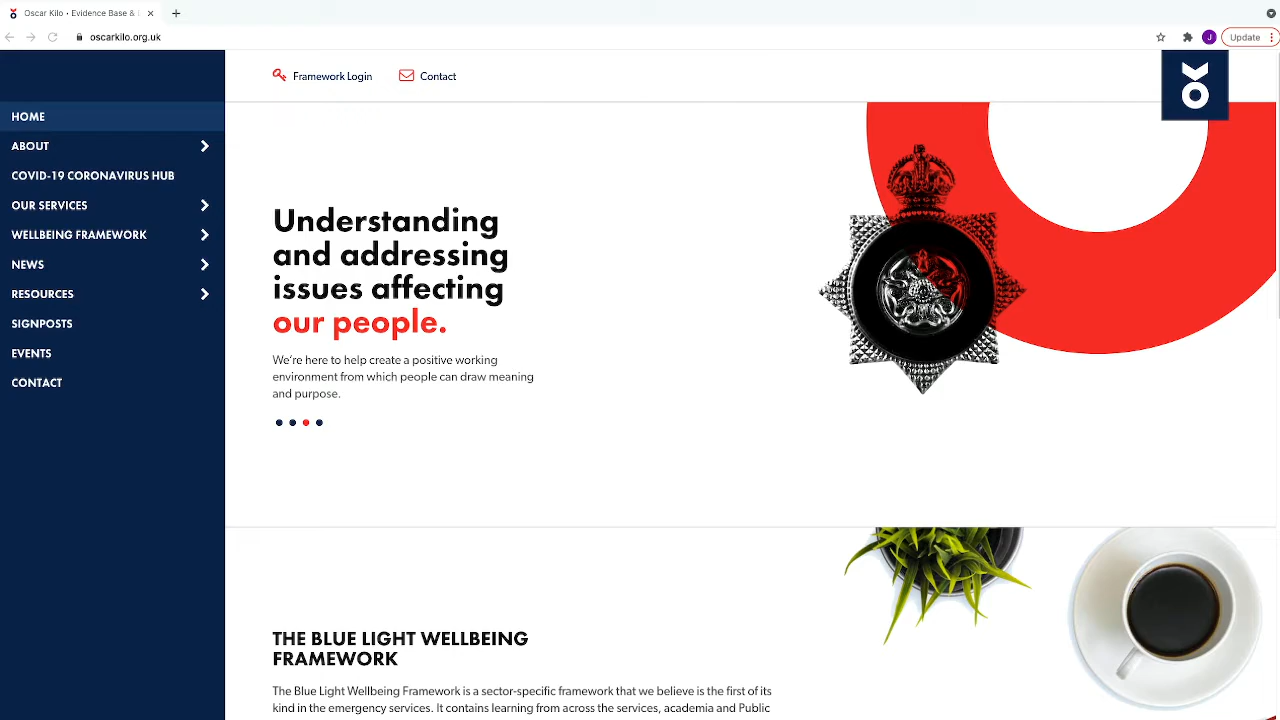 Oscar Kilo • Evidence Base &
oscarkilo.org.uk
J
Update
Framework Login
Contact
HOME
ABOUT
COVID-19 CORONAVIRUS HUB
OUR SERVICES
WELLBEING FRAMEWORK
NEWS
RESOURCES
SIGNPOSTS
EVENTS
CONTACT
Understanding
and addressing
issues affecting
our people.
We're here to help create a positive working
environment from which people can draw meaning
and purpose.
THE BLUE LIGHT WELLBEING
FRAMEWORK
The Blue Light Wellbeing Framework is a sector-specific framework that we believe is the first of its
kind in the emergency services. It contains learning from across the services, academia and Public